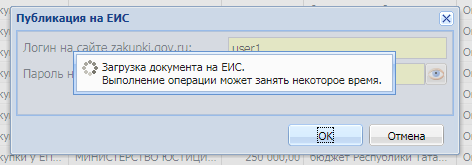 Публикация на ЕИС
Логин на сайте zakupki.gov.ru:
user1
Загрузка документа на ЕИС.
Выполнение операции может занять некоторое время.
Пароль н
OK
Отмена
МИНИСТЕРСТВО ЮСТИЦИ...
250 000,00
бюджет Республики Тата...